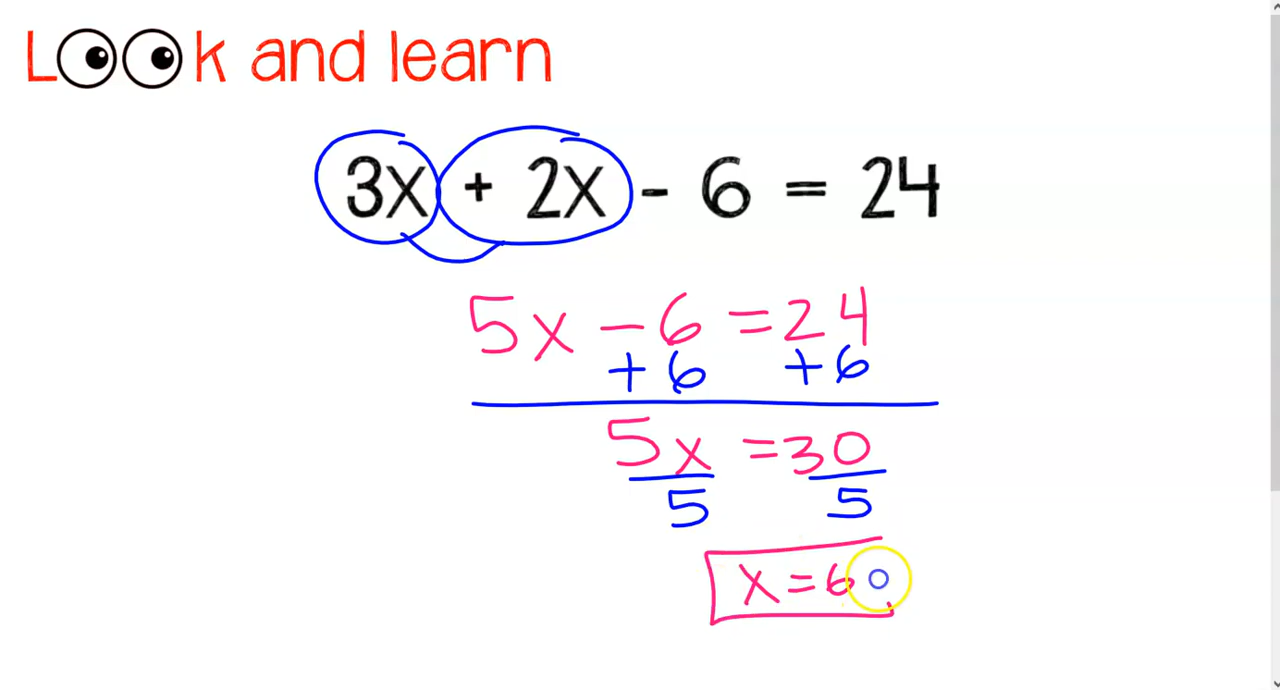 Look and learn
3x + 2x - 6 = 24
5x - 6 = 24
+ 6 + 6
5x = 30
5 5
x = 6